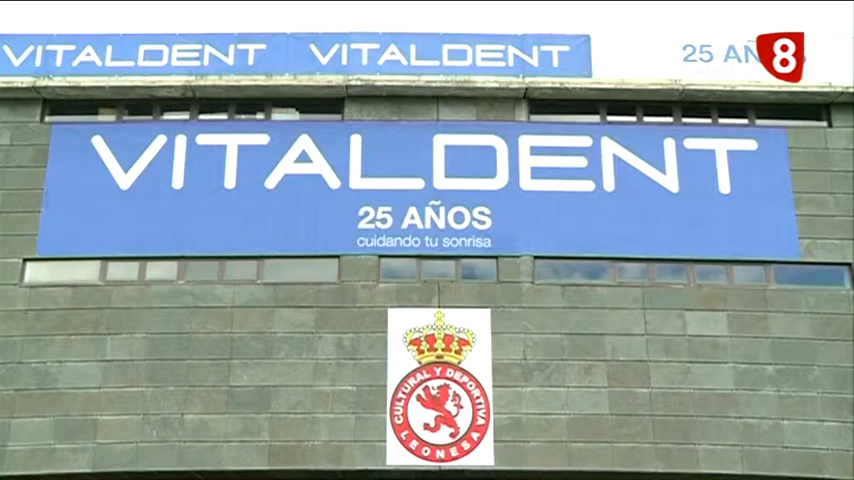 VITALDENT VITALDENT 25 AÑ
8
VITALDENT
25 AÑOS
cuidando tu sonrisa
CULTURAL Y DEPORTIVA
LEONESA